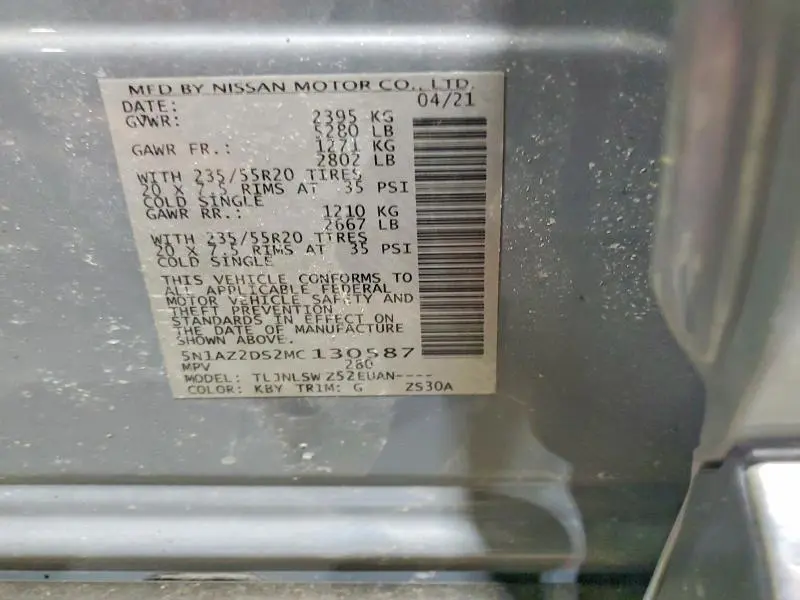 MFD BY NISSAN MOTOR CO., LTD.
DATE: 04/21
GVWR: 2395 KG
5280 LB
GAWR FR.: 1271 KG
2802 LB
WITH 235/55R20 TIRES
20 X 7.5 RIMS AT 35 PSI
COLD SINGLE
GAWR RR.: 1210 KG
2667 LB
WITH 235/55R20 TIRES
20 X 7.5 RIMS AT 35 PSI
COLD SINGLE
THIS VEHICLE CONFORMS TO
ALL APPLICABLE FEDERAL
MOTOR VEHICLE SAFETY AND
THEFT PREVENTION
STANDARDS IN EFFECT ON
THE DATE OF MANUFACTURE
SHOWN ABOVE.
5N1AZ2DS2MC130587
MPV 280
MODEL: TLJNLSWZ52EUAN----
COLOR: KBY TRIM: G ZS30A